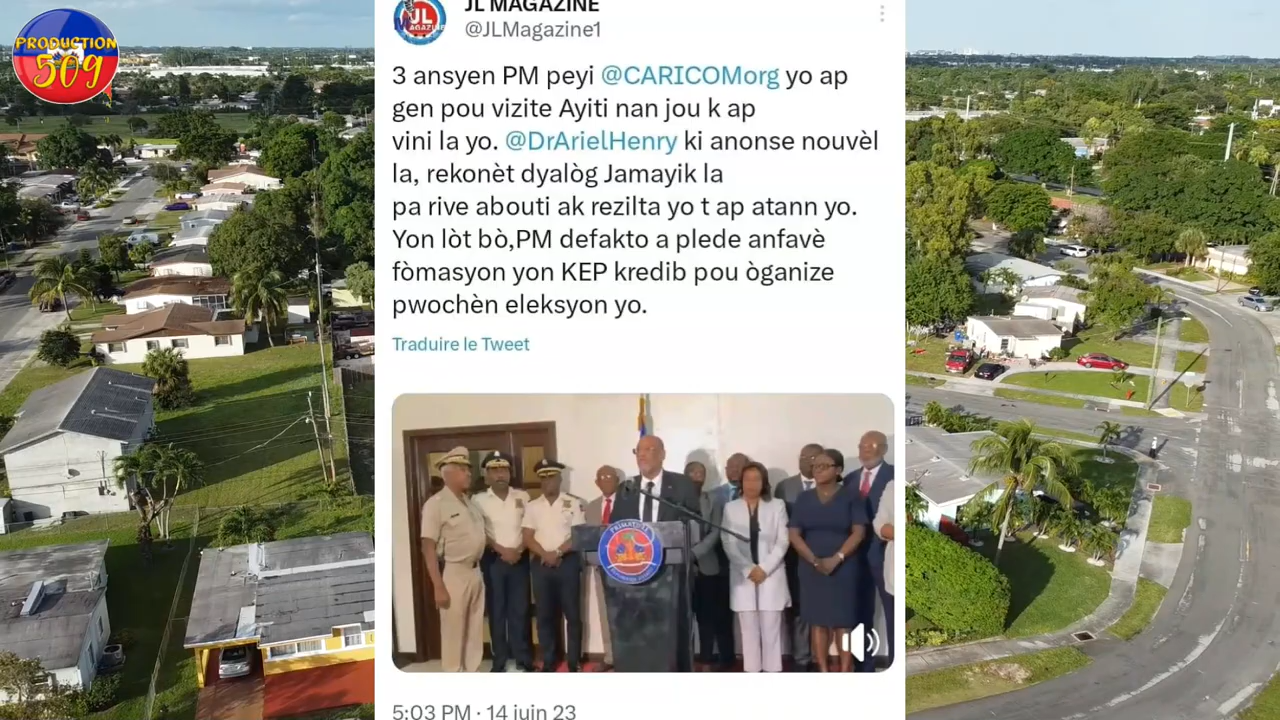 PRODUCTION
509
JL MAGAZINE
@JLMagazine1
3 ansyen PM peyi @CARICOMorg yo ap
gen pou vizite Ayiti nan jou k ap
vini la yo. @DrArielHenry ki anonse nouvèl
la, rekonèt dyalòg Jamayik la
pa rive abouti ak rezilta yo t ap atann yo.
Yon lòt bò,PM defakto a plede anfavè
fòmasyon yon KEP kredib pou òganize
pwochèn eleksyon yo.
Traduire le Tweet
PRIMATURE
5:03 PM · 14 juin 23